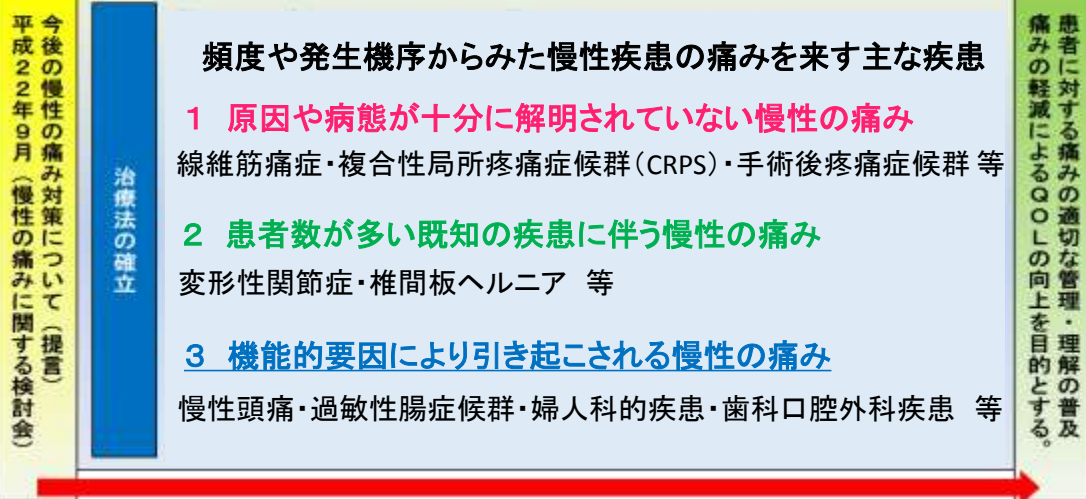 今後の慢性の痛み対策について（提言）
平成２２年９月（慢性の痛みに関する検討会）
治療法の確立
頻度や発生機序からみた慢性疾患の痛みを来す主な疾患
１　原因や病態が十分に解明されていない慢性の痛み
線維筋痛症・複合性局所疼痛症候群（CRPS）・手術後疼痛症候群 等
２　患者数が多い既知の疾患に伴う慢性の痛み
変形性関節症・椎間板ヘルニア　等
３　機能的要因により引き起こされる慢性の痛み
慢性頭痛・過敏性腸症候群・婦人科的疾患・歯科口腔外科疾患　等
患者に対する痛みの適切な管理・理解の普及
痛みの軽減によるＱＯＬの向上を目的とする。